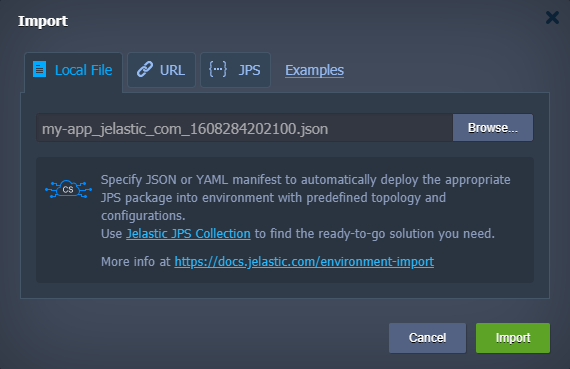 Import
Local File
URL
JPS
Examples
my-app_jelastic_com_1608284202100.json
Browse...
CS
Specify JSON or YAML manifest to automatically deploy the appropriate
JPS package into environment with predefined topology and
configurations.
Use Jelastic JPS Collection to find the ready-to-go solution you need.
More info at https://docs.jelastic.com/environment-import
Cancel
Import